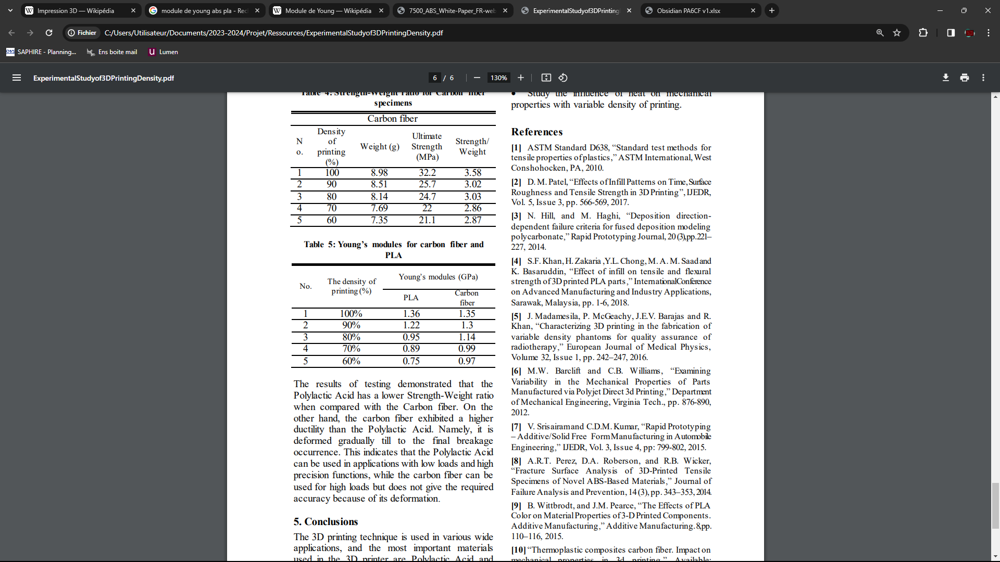 Impression 3D — Wikipédia
module de young abs pla - Rec
Module de Young — Wikipédia
7500_ABS_White-Paper_FR-web
ExperimentalStudyof3DPrinting
Obsidian PA6CF v1.xlsx
Fichier C:/Users/Utilisateur/Documents/2023-2024/Projet/Ressources/ExperimentalStudyof3DPrintingDensity.pdf
SAPHIRE - Planning... Ens boite mail Lumen
ExperimentalStudyof3DPrintingDensity.pdf 6 / 6 130%
Table 4: Strength-Weight ratio for Carbon fiber
specimens
Carbon fiber
N
o.
Density
of
printing
(%)
Weight (g)
Ultimate
Strength
(MPa)
Strength/
Weight
1 100 8.98 32.2 3.58
2 90 8.51 25.7 3.02
3 80 8.14 24.7 3.03
4 70 7.69 22 2.86
5 60 7.35 21.1 2.87
Table 5: Young's modules for carbon fiber and
PLA
No.
The density of
printing (%)
Young's modules (GPa)
PLA
Carbon
fiber
1 100% 1.36 1.35
2 90% 1.22 1.3
3 80% 0.95 1.14
4 70% 0.89 0.99
5 60% 0.75 0.97
The results of testing demonstrated that the
Polylactic Acid has a lower Strength-Weight ratio
when compared with the Carbon fiber. On the
other hand, the carbon fiber exhibited a higher
ductility than the Polylactic Acid. Namely, it is
deformed gradually till to the final breakage
occurrence. This indicates that the Polylactic Acid
can be used in applications with low loads and high
precision functions, while the carbon fiber can be
used for high loads but does not give the required
accuracy because of its deformation.
5. Conclusions
The 3D printing technique is used in various wide
applications, and the most important materials
used in the 3D printer are Polylactic Acid and
• Study the influence of heat on mechanical
properties with variable density of printing.
References
[1] ASTM Standard D638, “Standard test methods for
tensile properties of plastics,” ASTM International, West
Conshohocken, PA, 2010.
[2] D. M. Patel, “Effects of Infill Patterns on Time, Surface
Roughness and Tensile Strength in 3D Printing”, IJEDR,
Vol. 5, Issue 3, pp. 566-569, 2017.
[3] N. Hill, and M. Haghi, “Deposition direction-
dependent failure criteria for fused deposition modeling
polycarbonate,” Rapid Prototyping Journal, 20 (3),pp.221–
227, 2014.
[4] S.F. Khan, H. Zakaria ,Y.L. Chong, M. A. M. Saad and
K. Basaruddin, “Effect of infill on tensile and flexural
strength of 3D printed PLA parts,” International Conference
on Advanced Manufacturing and Industry Applications,
Sarawak, Malaysia, pp. 1-6, 2018.
[5] J. Madamesila, P. McGeachy, J.E.V. Barajas and R.
Khan, “Characterizing 3D printing in the fabrication of
variable density phantoms for quality assurance of
radiotherapy,” European Journal of Medical Physics,
Volume 32, Issue 1, pp. 242–247, 2016.
[6] M.W. Barclift and C.B. Williams, “Examining
Variability in the Mechanical Properties of Parts
Manufactured via Polyjet Direct 3d Printing,” Department
of Mechanical Engineering, Virginia Tech., pp. 876-890,
2012.
[7] V. Srisairam and C.D.M. Kumar, “Rapid Prototyping
– Additive/Solid Free Form Manufacturing in Automobile
Engineering,” IJEDR, Vol. 3, Issue 4, pp: 799-802, 2015.
[8] A.R.T. Perez, D.A. Roberson, and R.B. Wicker,
“Fracture Surface Analysis of 3D-Printed Tensile
Specimens of Novel ABS-Based Materials,” Journal of
Failure Analysis and Prevention, 14 (3), pp. 343–353, 2014.
[9] B. Wittbrodt, and J.M. Pearce, “The Effects of PLA
Color on Material Properties of 3-D Printed Components.
Additive Manufacturing,” Additive Manufacturing. 8,pp.
110–116, 2015.
[10] “Thermoplastic composites carbon fiber. Impact on
mechanical properties in 3d printing,” Available: